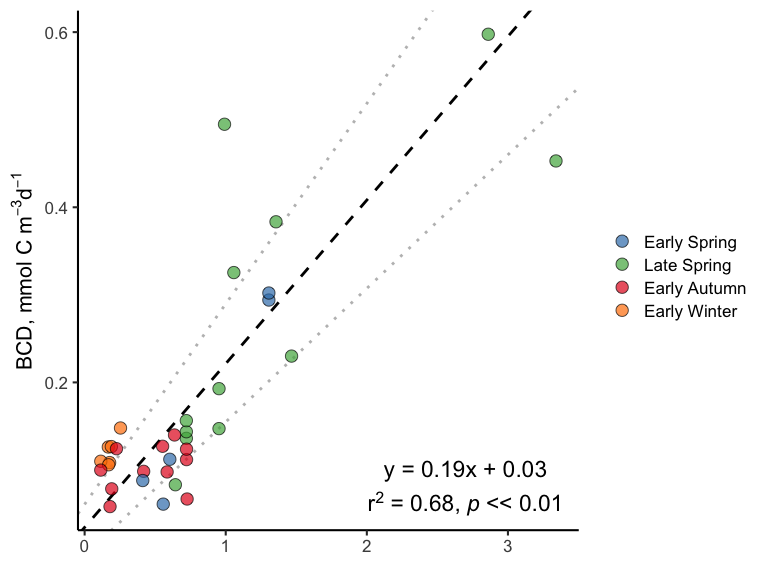 0.6
0.4
0.2
BCD, mmol C m⁻³d⁻¹
0 1 2 3
y = 0.19x + 0.03
r² = 0.68, p << 0.01
Early Spring
Late Spring
Early Autumn
Early Winter